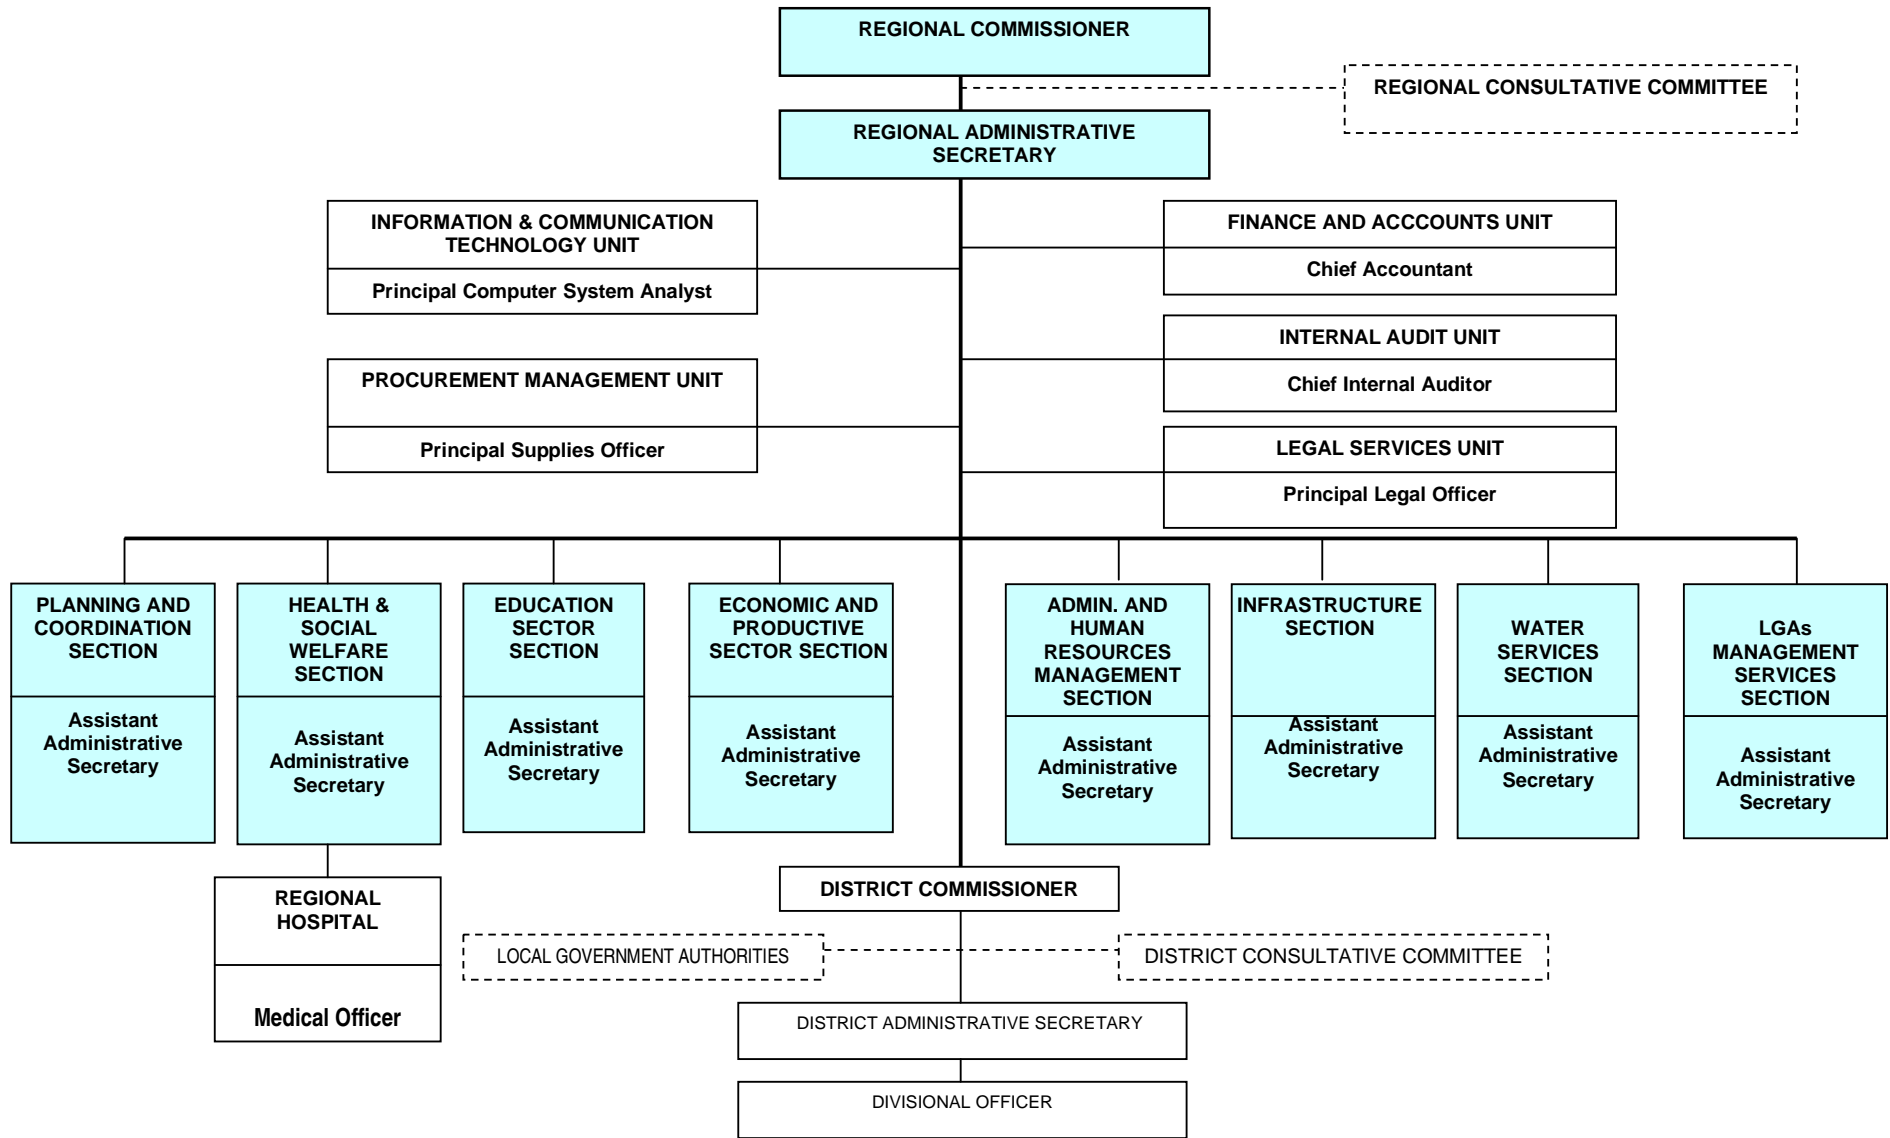 REGIONAL COMMISSIONER
REGIONAL CONSULTATIVE COMMITTEE
REGIONAL ADMINISTRATIVE
SECRETARY
INFORMATION & COMMUNICATION
TECHNOLOGY UNIT
Principal Computer System Analyst
FINANCE AND ACCCOUNTS UNIT
Chief Accountant
INTERNAL AUDIT UNIT
Chief Internal Auditor
PROCUREMENT MANAGEMENT UNIT
Principal Supplies Officer
LEGAL SERVICES UNIT
Principal Legal Officer
PLANNING AND
COORDINATION
SECTION
Assistant
Administrative
Secretary
HEALTH &
SOCIAL
WELFARE
SECTION
Assistant
Administrative
Secretary
EDUCATION
SECTOR
SECTION
Assistant
Administrative
Secretary
ECONOMIC AND
PRODUCTIVE
SECTOR SECTION
Assistant
Administrative
Secretary
ADMIN. AND
HUMAN
RESOURCES
MANAGEMENT
SECTION
Assistant
Administrative
Secretary
INFRASTRUCTURE
SECTION
Assistant
Administrative
Secretary
WATER
SERVICES
SECTION
Assistant
Administrative
Secretary
LGAs
MANAGEMENT
SERVICES
SECTION
Assistant
Administrative
Secretary
REGIONAL
HOSPITAL
Medical Officer
DISTRICT COMMISSIONER
LOCAL GOVERNMENT AUTHORITIES
DISTRICT CONSULTATIVE COMMITTEE
DISTRICT ADMINISTRATIVE SECRETARY
DIVISIONAL OFFICER